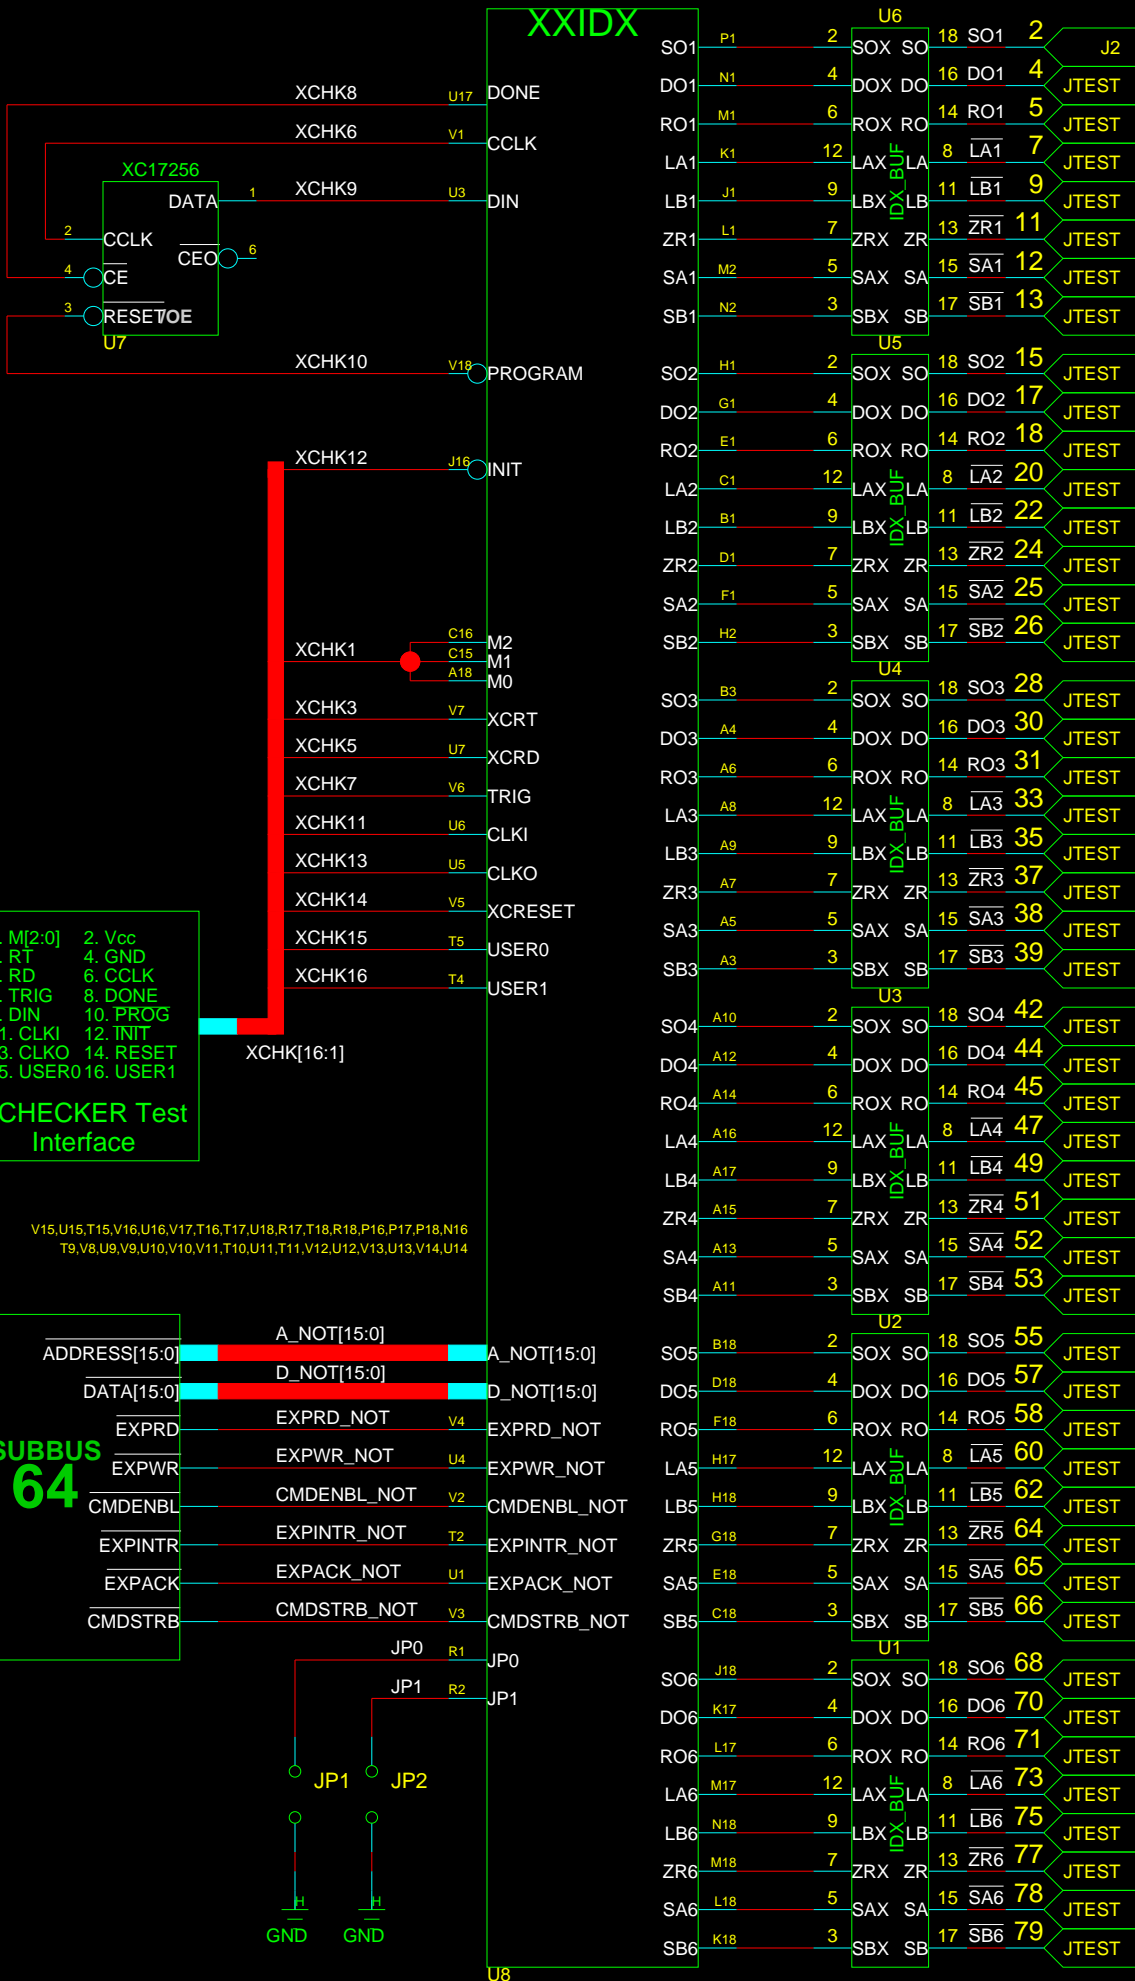 XXIDX
U6
SO1 P1 2 SOX SO 18 SO1 2 J2
DO1 N1 4 DOX DO 16 DO1 4 JTEST
RO1 M1 6 ROX RO 14 RO1 5 JTEST
LA1 K1 12 LAX LA 8 LA1 7 JTEST
LB1 J1 9 LBX LB 11 LB1 9 JTEST
ZR1 L1 7 ZRX ZR 13 ZR1 11 JTEST
SA1 M2 5 SAX SA 15 SA1 12 JTEST
SB1 N2 3 SBX SB 17 SB1 13 JTEST
IDX_BUF
XCHK8 U17 DONE
XCHK6 V1 CCLK
XC17256
DATA 1 XCHK9 U3 DIN
2 CCLK
CEO 6
4 CE
3 RESET/OE
U7
XCHK10 V18 PROGRAM
XCHK12 J16 INIT
U5
SO2 H1 2 SOX SO 18 SO2 15 JTEST
DO2 G1 4 DOX DO 16 DO2 17 JTEST
RO2 E1 6 ROX RO 14 RO2 18 JTEST
LA2 C1 12 LAX LA 8 LA2 20 JTEST
LB2 B1 9 LBX LB 11 LB2 22 JTEST
ZR2 D1 7 ZRX ZR 13 ZR2 24 JTEST
SA2 F1 5 SAX SA 15 SA2 25 JTEST
SB2 H2 3 SBX SB 17 SB2 26 JTEST
IDX_BUF
C16 M2
XCHK1 C15 M1
A18 M0
XCHK3 V7 XCRT
XCHK5 U7 XCRD
XCHK7 V6 TRIG
XCHK11 U6 CLKI
XCHK13 U5 CLKO
XCHK14 V5 XCRESET
XCHK15 T5 USER0
XCHK16 T4 USER1
U4
SO3 B3 2 SOX SO 18 SO3 28 JTEST
DO3 A4 4 DOX DO 16 DO3 30 JTEST
RO3 A6 6 ROX RO 14 RO3 31 JTEST
LA3 A8 12 LAX LA 8 LA3 33 JTEST
LB3 A9 9 LBX LB 11 LB3 35 JTEST
ZR3 A7 7 ZRX ZR 13 ZR3 37 JTEST
SA3 A5 5 SAX SA 15 SA3 38 JTEST
SB3 A3 3 SBX SB 17 SB3 39 JTEST
IDX_BUF
. M[2:0] 2. Vcc
. RT 4. GND
. RD 6. CCLK
. TRIG 8. DONE
. DIN 10. PROG
1. CLKI 12. INIT
3. CLKO 14. RESET
5. USER0 16. USER1
CHECKER Test
Interface
XCHK[16:1]
U3
SO4 A10 2 SOX SO 18 SO4 42 JTEST
DO4 A12 4 DOX DO 16 DO4 44 JTEST
RO4 A14 6 ROX RO 14 RO4 45 JTEST
LA4 A16 12 LAX LA 8 LA4 47 JTEST
LB4 A17 9 LBX LB 11 LB4 49 JTEST
ZR4 A15 7 ZRX ZR 13 ZR4 51 JTEST
SA4 A13 5 SAX SA 15 SA4 52 JTEST
SB4 A11 3 SBX SB 17 SB4 53 JTEST
IDX_BUF
V15,U15,T15,V16,U16,V17,T16,T17,U18,R17,T18,R18,P16,P17,P18,N16
T9,V8,U9,V9,U10,V10,V11,T10,U11,T11,V12,U12,V13,U13,V14,U14
ADDRESS[15:0] A_NOT[15:0] A_NOT[15:0]
DATA[15:0] D_NOT[15:0] D_NOT[15:0]
EXPRD EXPRD_NOT V4 EXPRD_NOT
SUBBUS
64
EXPWR EXPWR_NOT U4 EXPWR_NOT
CMDENBL CMDENBL_NOT V2 CMDENBL_NOT
EXPINTR EXPINTR_NOT T2 EXPINTR_NOT
EXPACK EXPACK_NOT U1 EXPACK_NOT
CMDSTRB CMDSTRB_NOT V3 CMDSTRB_NOT
JP0 R1 JP0
JP1 R2 JP1
U2
SO5 B18 2 SOX SO 18 SO5 55 JTEST
DO5 D18 4 DOX DO 16 DO5 57 JTEST
RO5 F18 6 ROX RO 14 RO5 58 JTEST
LA5 H17 12 LAX LA 8 LA5 60 JTEST
LB5 H18 9 LBX LB 11 LB5 62 JTEST
ZR5 G18 7 ZRX ZR 13 ZR5 64 JTEST
SA5 E18 5 SAX SA 15 SA5 65 JTEST
SB5 C18 3 SBX SB 17 SB5 66 JTEST
IDX_BUF
U1
SO6 J18 2 SOX SO 18 SO6 68 JTEST
DO6 K17 4 DOX DO 16 DO6 70 JTEST
RO6 L17 6 ROX RO 14 RO6 71 JTEST
LA6 M17 12 LAX LA 8 LA6 73 JTEST
LB6 N18 9 LBX LB 11 LB6 75 JTEST
ZR6 M18 7 ZRX ZR 13 ZR6 77 JTEST
SA6 L18 5 SAX SA 15 SA6 78 JTEST
SB6 K18 3 SBX SB 17 SB6 79 JTEST
IDX_BUF
JP1 JP2
H H
GND GND
U8